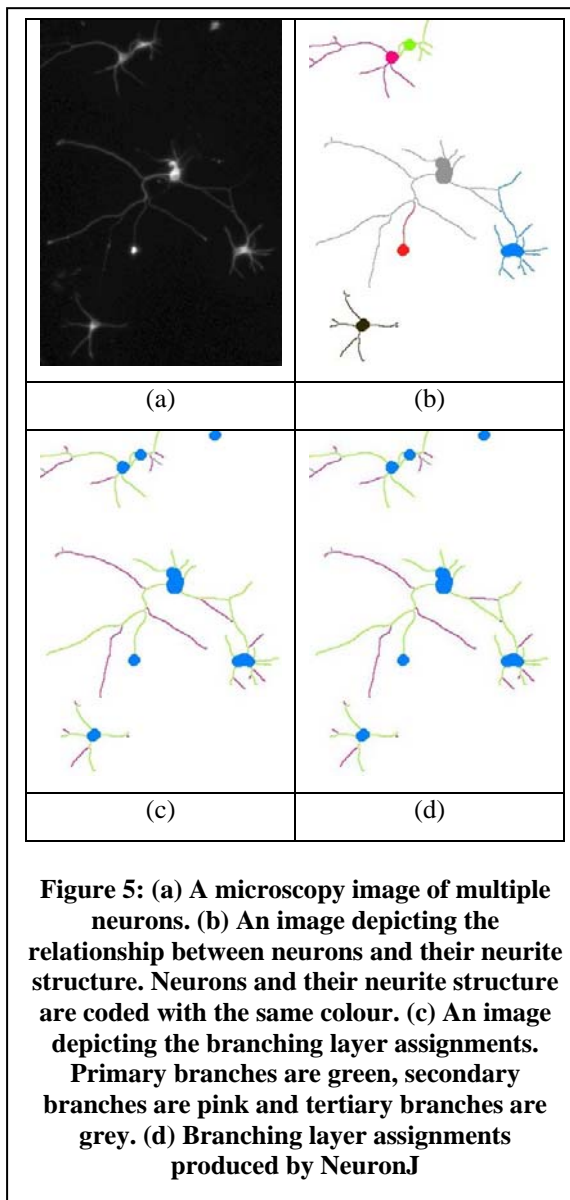 (a) (b)
(c) (d)
Figure 5: (a) A microscopy image of multiple
neurons. (b) An image depicting the
relationship between neurons and their neurite
structure. Neurons and their neurite structure
are coded with the same colour. (c) An image
depicting the branching layer assignments.
Primary branches are green, secondary
branches are pink and tertiary branches are
grey. (d) Branching layer assignments
produced by NeuronJ